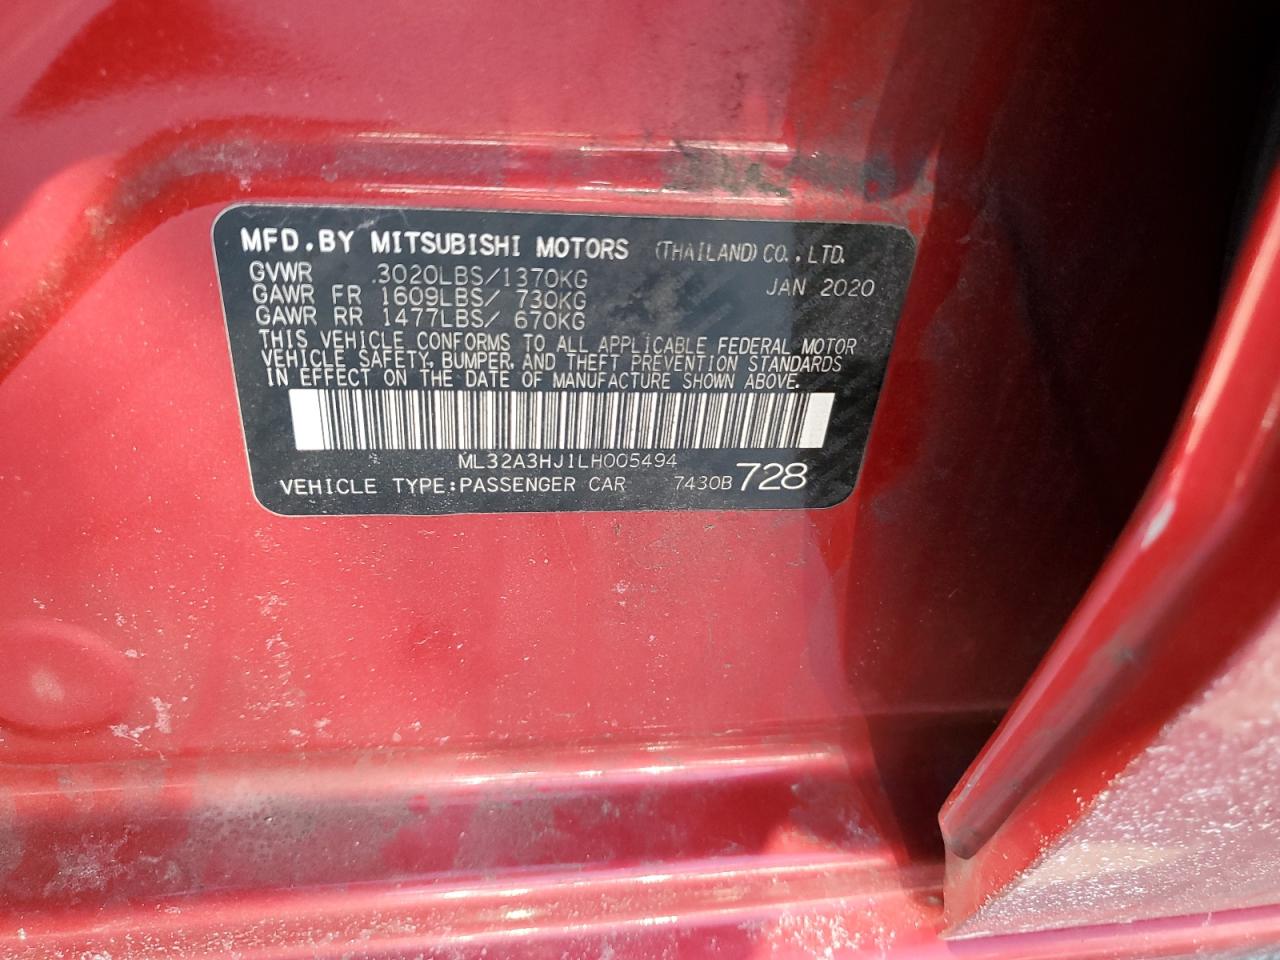 MFD.BY MITSUBISHI MOTORS (THAILAND) CO., LTD.
GVWR 3020LBS/1370KG JAN 2020
GAWR FR 1609LBS/ 730KG
GAWR RR 1477LBS/ 670KG
THIS VEHICLE CONFORMS TO ALL APPLICABLE FEDERAL MOTOR
VEHICLE SAFETY, BUMPER, AND THEFT PREVENTION STANDARDS
IN EFFECT ON THE DATE OF MANUFACTURE SHOWN ABOVE.
ML32A3HJ1LH005494
VEHICLE TYPE:PASSENGER CAR 7430B 728